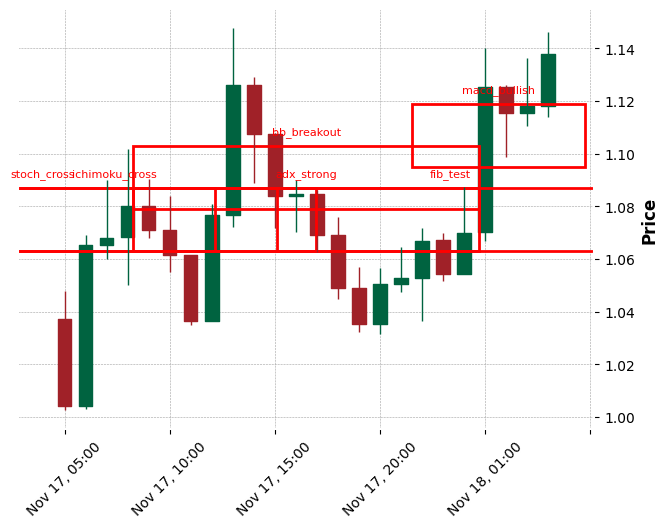 1.14
1.12
1.10
1.08
1.06
1.04
1.02
1.00
Price
bb_breakout
stoch_cross
ichimoku_cross
adx_strong
fib_test
macd_bullish
Nov 17, 05:00
Nov 17, 10:00
Nov 17, 15:00
Nov 17, 20:00
Nov 18, 01:00